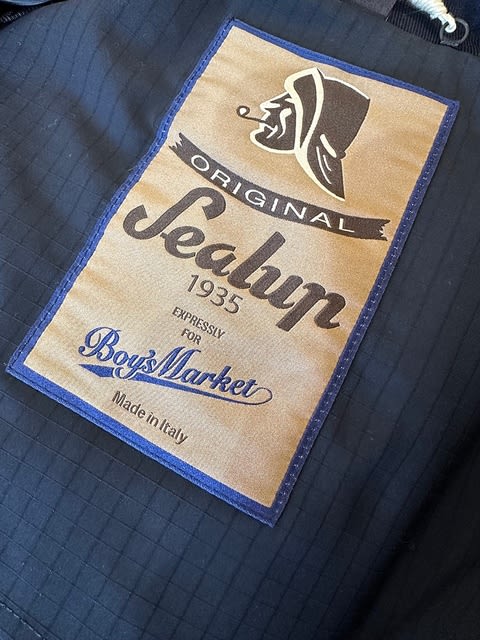 ORIGINAL
Sealup
1935
EXPRESSLY
FOR
Boy's Market
Made in Italy